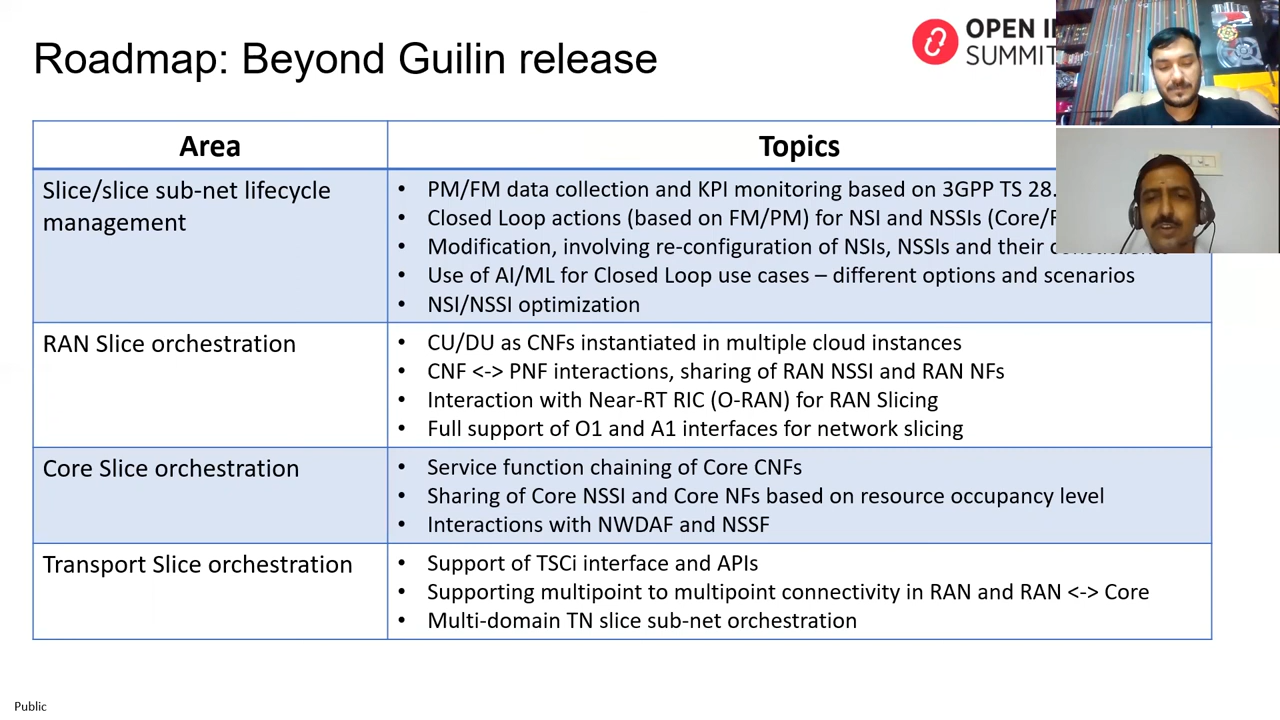 Roadmap: Beyond Guilin release
OPEN
SUMMIT
Area
Topics
Slice/slice sub-net lifecycle
management
• PM/FM data collection and KPI monitoring based on 3GPP TS 28.
• Closed Loop actions (based on FM/PM) for NSI and NSSIs (Core/
• Modification, involving re-configuration of NSIs, NSSIs and their
• Use of AI/ML for Closed Loop use cases – different options and scenarios
• NSI/NSSI optimization
RAN Slice orchestration
• CU/DU as CNFs instantiated in multiple cloud instances
• CNF <-> PNF interactions, sharing of RAN NSSI and RAN NFs
• Interaction with Near-RT RIC (O-RAN) for RAN Slicing
• Full support of O1 and A1 interfaces for network slicing
Core Slice orchestration
• Service function chaining of Core CNFs
• Sharing of Core NSSI and Core NFs based on resource occupancy level
• Interactions with NWDAF and NSSF
Transport Slice orchestration
• Support of TSCi interface and APIs
• Supporting multipoint to multipoint connectivity in RAN and RAN <-> Core
• Multi-domain TN slice sub-net orchestration
Public